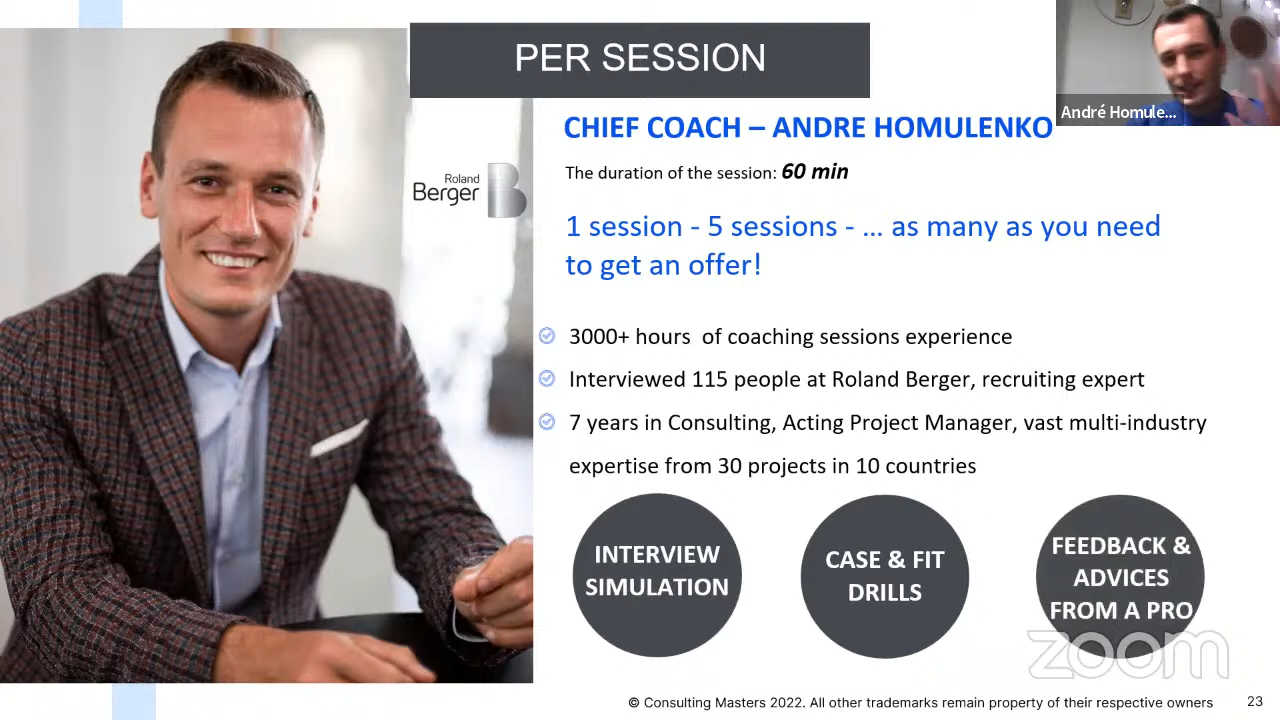 PER SESSION
André Homule...
CHIEF COACH – ANDRE HOMULENKO
Roland
Berger
The duration of the session: 60 min
1 session - 5 sessions - ... as many as you need
to get an offer!
3000+ hours of coaching sessions experience
Interviewed 115 people at Roland Berger, recruiting expert
7 years in Consulting, Acting Project Manager, vast multi-industry
expertise from 30 projects in 10 countries
INTERVIEW
SIMULATION
CASE & FIT
DRILLS
FEEDBACK &
ADVICES
FROM A PRO
zoom
© Consulting Masters 2022. All other trademarks remain property of their respective owners
23